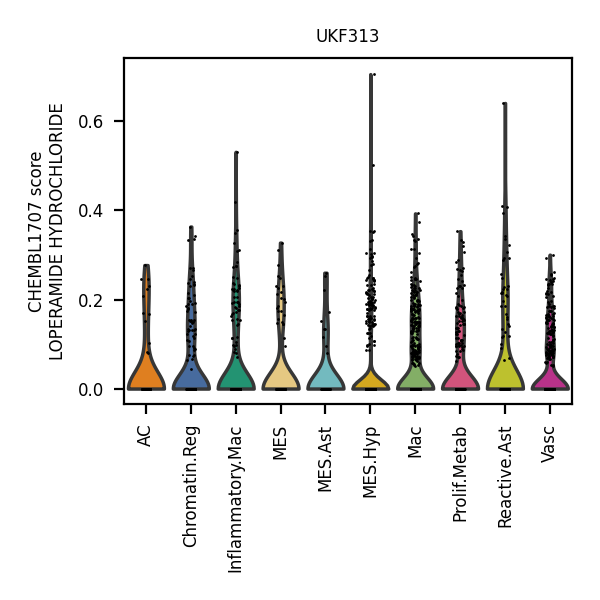 UKF313
CHEMBL1707 score
LOPERAMIDE HYDROCHLORIDE
0.6
0.4
0.2
0.0
AC
Chromatin.Reg
Inflammatory.Mac
MES
MES.Ast
MES.Hyp
Mac
Prolif.Metab
Reactive.Ast
Vasc